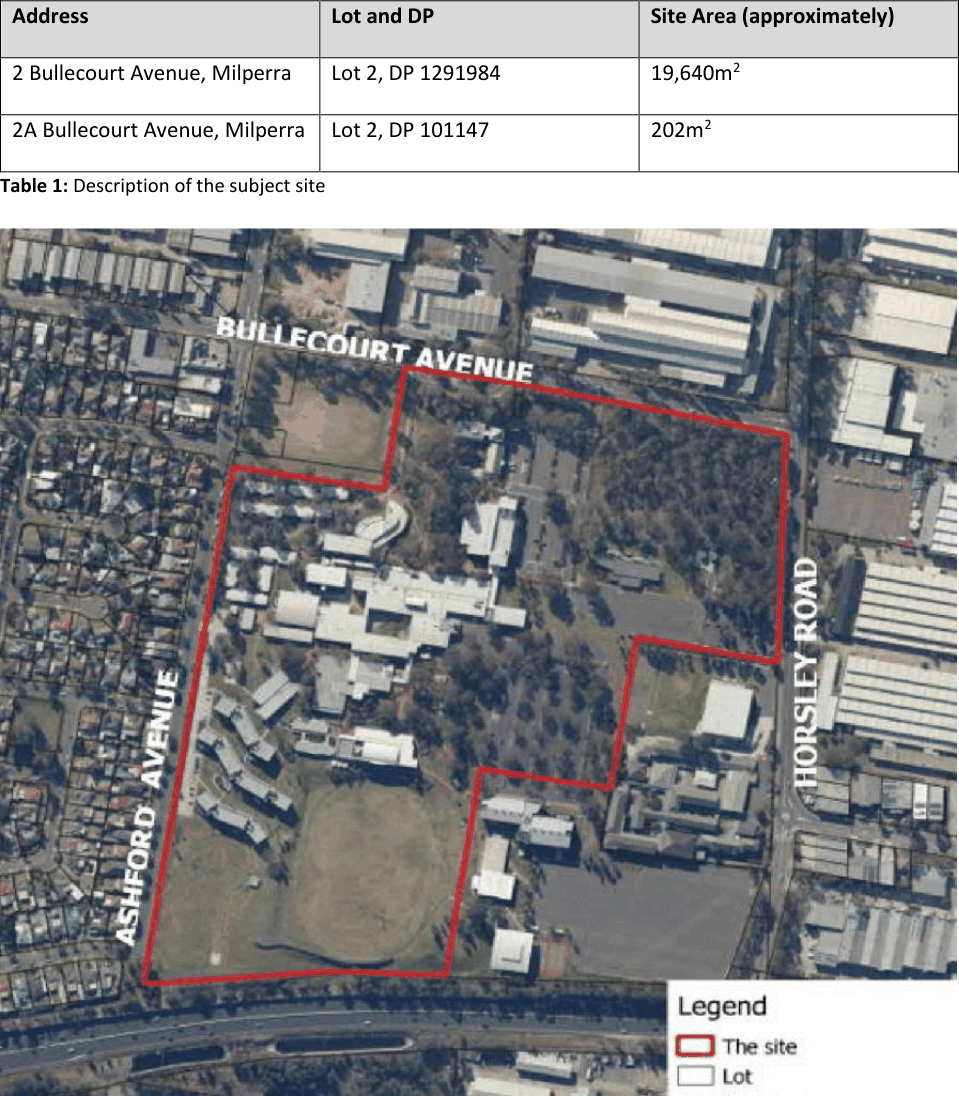 Address Lot and DP Site Area (approximately)
2 Bullecourt Avenue, Milperra Lot 2, DP 1291984 19,640m²
2A Bullecourt Avenue, Milperra Lot 2, DP 101147 202m²
Table 1: Description of the subject site
BULLECOURT AVENUE
HORSLEY ROAD
ASHFORD AVENUE
Legend
The site
Lot